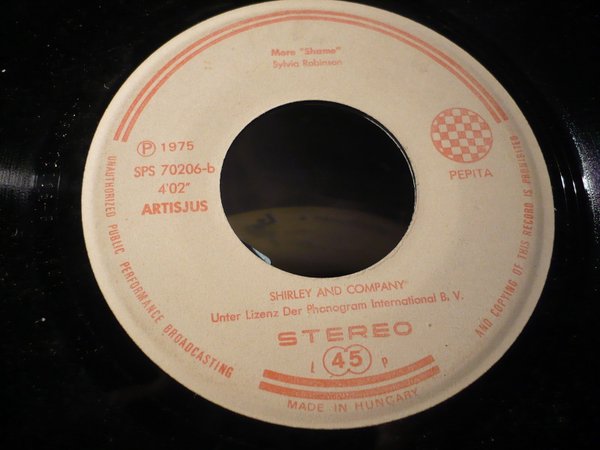 More "Shame"
Sylvia Robinson
Ⓟ 1975
SPS 70206-b
4'02"
ARTISJUS
PEPITA
SHIRLEY AND COMPANY
Unter Lizenz Der Phonogram International B. V.
STEREO
L 45 P
MADE IN HUNGARY
UNAUTHORIZED PUBLIC PERFORMANCE BROADCASTING
AND COPYING OF THIS RECORD IS PROHIBITED